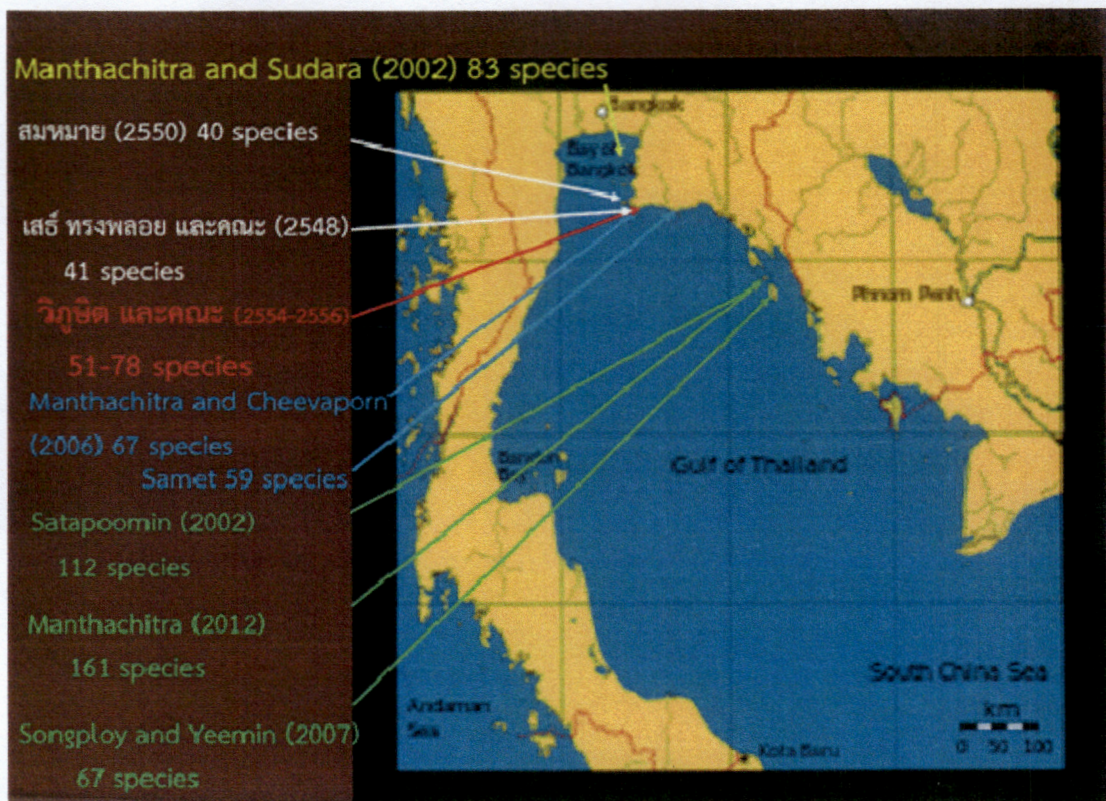 Manthachitra and Sudara (2002) 83 species
สมหมาย (2550) 40 species
เสธ์ ทรงพลอย และคณะ (2548)
41 species
วิภูษิต และคณะ (2554-2556)
51-78 species
Manthachitra and Cheevaporn
(2006) 67 species
Samet 59 species
Satapoomin (2002)
112 species
Manthachitra (2012)
161 species
Songploy and Yeemin (2007)
67 species
Bangkok
Bay of
Bangkok
Phnom Penh
Bay
Gulf of Thailand
South China Sea
Andaman
Sea
km
0 50 100
Kota Baru